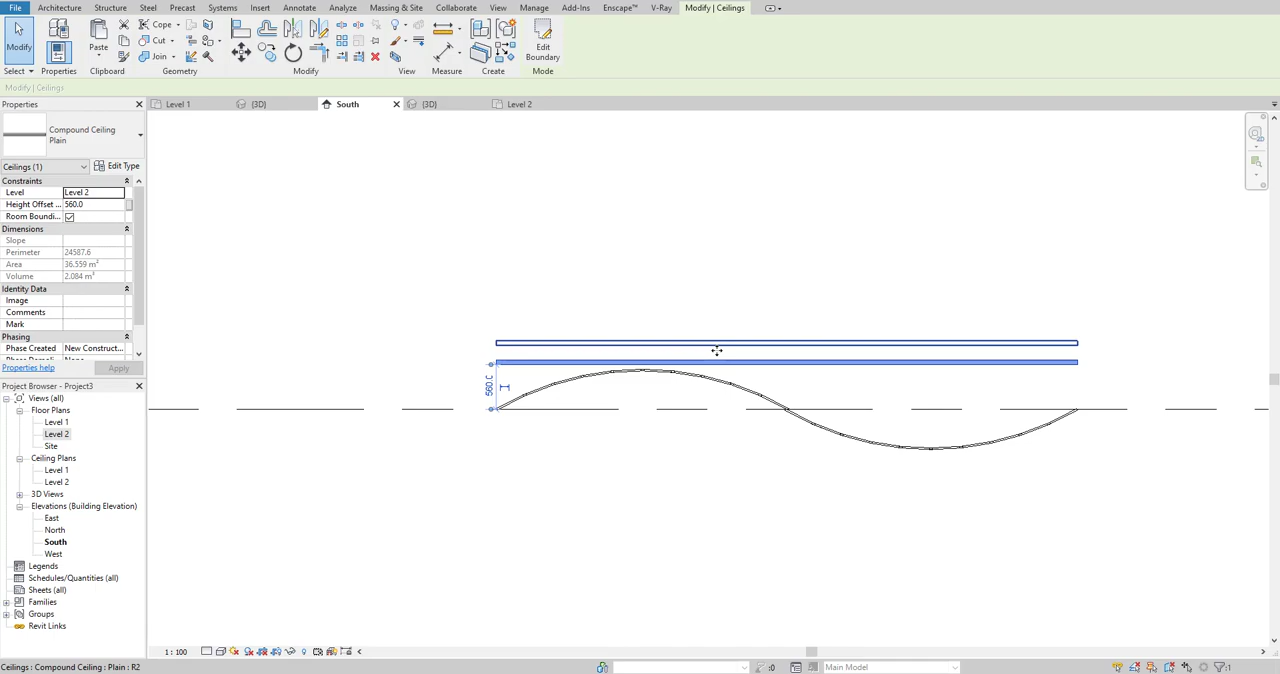 File Architecture Structure Steel Precast Systems Insert Annotate Analyze Massing & Site Collaborate View Manage Add-Ins Enscape™ V-Ray Modify | Ceilings
Modify
Select
Properties
Paste
Clipboard
Cope
Cut
Join
Geometry
Modify
View
Measure
Create
Edit
Boundary
Mode
Modify | Ceilings
Properties
Level 1 {3D} South {3D} Level 2
Compound Ceiling
Plain
Ceilings (1) Edit Type
Constraints
Level Level 2
Height Offset ... 560.0
Room Boundi...
Dimensions
Slope
Perimeter 24587.6
Area 36.559 m²
Volume 2.084 m³
Identity Data
Image
Comments
Mark
Phasing
Phase Created New Construct...
Properties help Apply
Project Browser - Project3
Views (all)
Floor Plans
Level 1
Level 2
Site
Ceiling Plans
Level 1
Level 2
3D Views
Elevations (Building Elevation)
East
North
South
West
Legends
Schedules/Quantities (all)
Sheets (all)
Families
Groups
Revit Links
560.0
1 : 100
Ceilings : Compound Ceiling : Plain : R2
:0
Main Model
:1